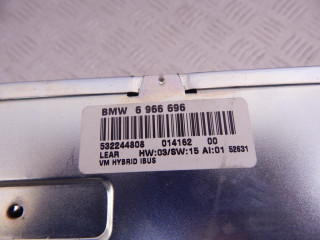 BMW 6 966 696
532244808 014162 00
LEAR HW:03/SW:15 AI:01 52631
VM HYBRID IBUS